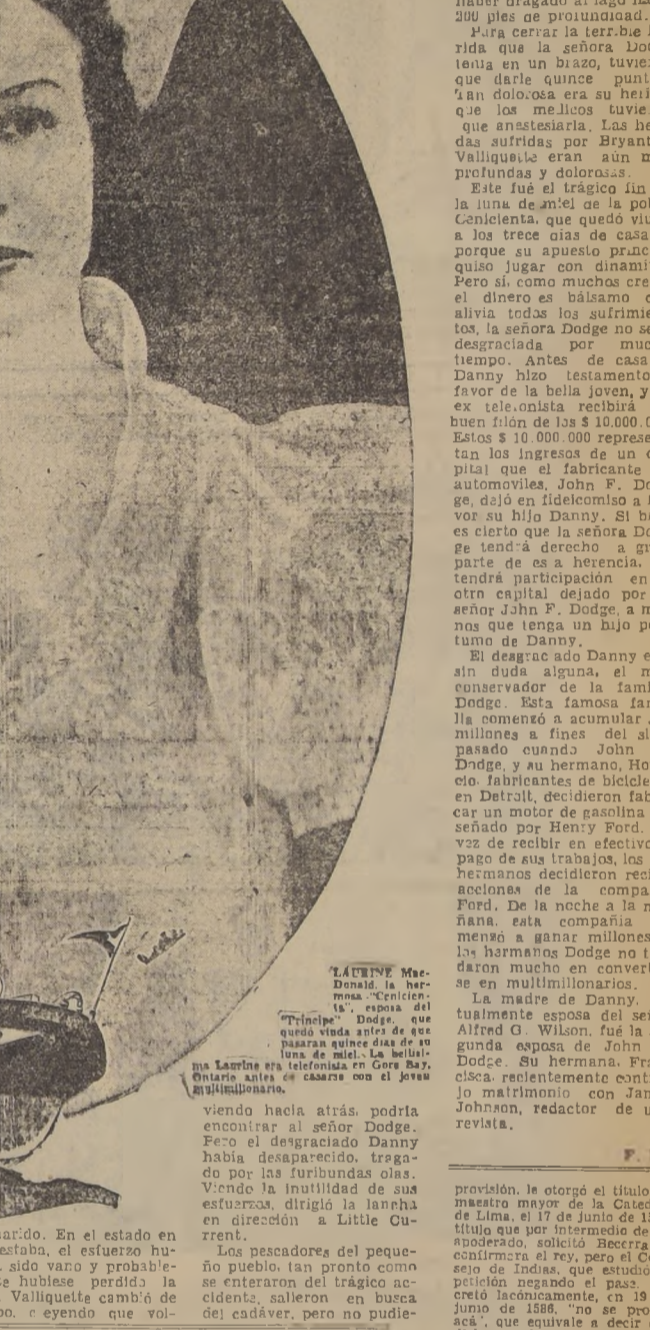 LAURINE Mac-
Donald, la her-
mosa "Cenicien-
ta", esposa del
"Príncipe" Dodge, que
quedó viuda antes de que
pasaran quince días de su
luna de miel. La bellísi-
ma Laurine era telefonista en Gore Bay,
Ontario antes de casarse con el joven
multimillonario.
arido. En el estado en
estaba, el esfuerzo hu-
sido vano y probable-
hubiese perdido la
Valliquette cambió de
creyendo que vol-
viendo hacia atrás, podría
encontrar al señor Dodge.
Pero el desgraciado Danny
había desaparecido, traga-
do por las furibundas olas.
Viendo la inutilidad de sus
esfuerzos, dirigió la lancha
en dirección a Little Cu-
rrent.
Los pescadores del peque-
ño pueblo, tan pronto como
se enteraron del trágico ac-
cidente, salieron en busca
del cadáver, pero no pudie-
haber dragado al lago
200 pies de profundidad.
Para cerrar la terrible
rida que la señora Do
tenía en un brazo, tuvie
que darle quince punt
Tan dolorosa era su heri
que los médicos tuvie
que anestesiarla. Las he
das sufridas por Bryant
Valliquette eran aún m
profundas y dolorosas.
Este fué el trágico fin
la luna de miel de la po
Cenicienta, que quedó viu
a los trece días de casa
porque su apuesto prínc
quiso jugar con dinami
Pero si, como muchos cre
el dinero es bálsamo
alivia todos los sufrimie
tos, la señora Dodge no se
desgraciada por muc
tiempo. Antes de casa
Danny hizo testamento
favor de la bella joven, y
ex telefonista recibirá
buen filón de los $ 10.000.0
Estos $ 10.000.000 represe
tan los ingresos de un c
pital que el fabricante
automoviles, John F. Do
ge, dejó en fideicomiso a
vor su hijo Danny. Si b
es cierto que la señora Do
ge tendrá derecho a gr
parte de es a herencia,
tendrá participación en
otro capital dejado por
señor John F. Dodge, a m
nos que tenga un hijo pó
tumo de Danny.
El desgrac ado Danny e
sin duda alguna, el m
conservador de la fami
Dodge. Esta famosa fam
lia comenzó a acumular
millones a fines del si
pasado cuando John
Dodge, y su hermano, Ho
cio, fabricantes de bicicle
en Detroit, decidieron fab
car un motor de gasolina
señado por Henry Ford.
vez de recibir en efectivo
pago de sus trabajos, los
hermanos decidieron reci
acciones de la compa
Ford. De la noche a la m
ñana, esta compañía
menzó a ganar millones
los hermanos Dodge no t
daron mucho en convert
se en multimillonarios.
La madre de Danny,
tualmente esposa del señ
Alfred G. Wilson, fué la
gunda esposa de John
Dodge. Su hermana, Fra
cisca, recientemente cont
jo matrimonio con Jam
Johnson, redactor de u
revista.
F.
provisión, le otorgó el título
maestro mayor de la Cated
de Lima, el 17 de junio de 15
título que por intermedio de
apoderado, solicitó Becerra
confirmara el rey, pero el Co
sejo de Indias, que estudió
petición negando el pase.
cretó lacónicamente, en 19
junio de 1586, "no se pro
acá", que equivale a decir